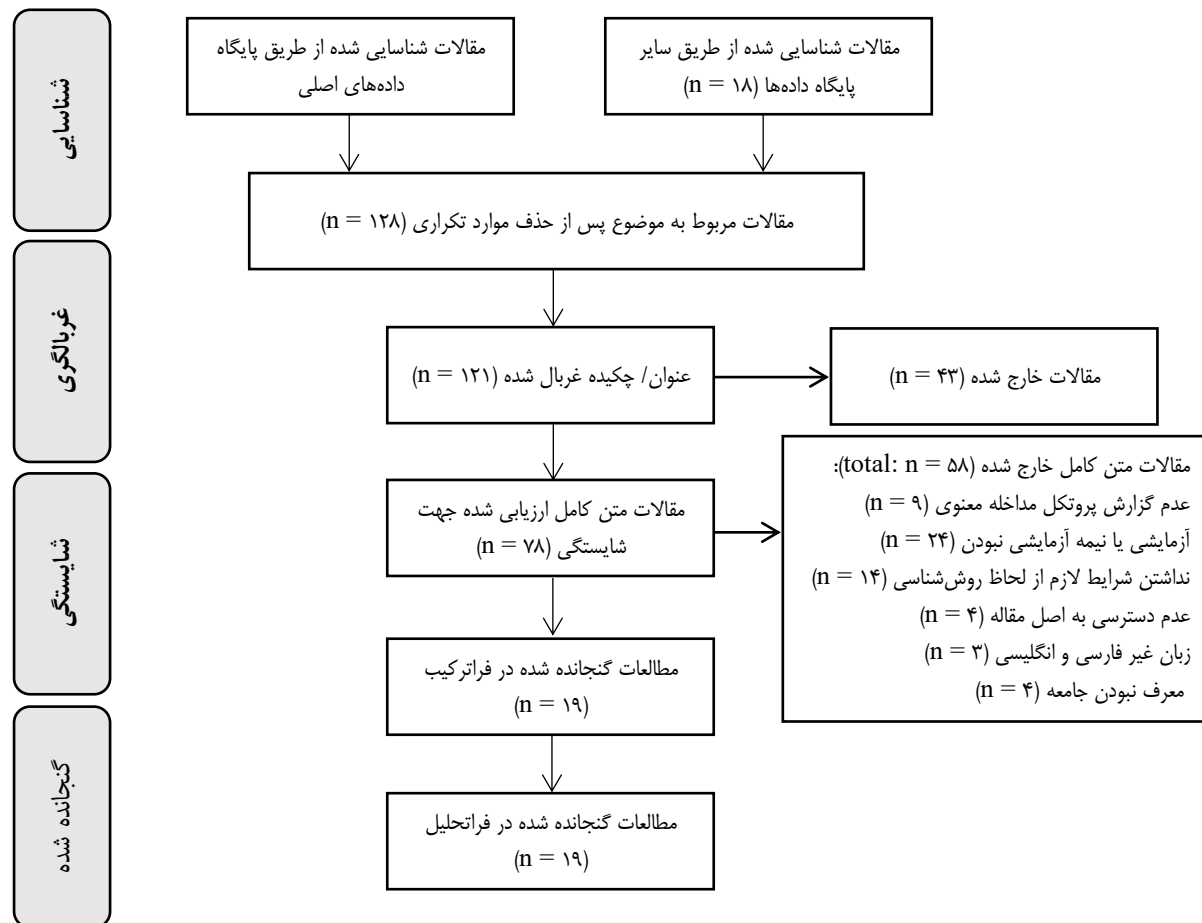 شناسایی
مقالات شناسایی شده از طریق سایر
پایگاه داده‌ها (n = ۱۸)
مقالات شناسایی شده از طریق پایگاه
داده‌های اصلی
مقالات مربوط به موضوع پس از حذف موارد تکراری (n = ۱۲۸)
غربالگری
عنوان/ چکیده غربال شده (n = ۱۲۱)
مقالات خارج شده (n = ۴۳)
شایستگی
مقالات متن کامل ارزیابی شده جهت
شایستگی (n = ۷۸)
مقالات متن کامل خارج شده (total: n = ۵۸):
عدم گزارش پروتکل مداخله معنوی (n = ۹)
آزمایشی یا نیمه آزمایشی نبودن (n = ۲۴)
نداشتن شرایط لازم از لحاظ روش‌شناسی (n = ۱۴)
عدم دسترسی به اصل مقاله (n = ۴)
زبان غیر فارسی و انگلیسی (n = ۳)
معرف نبودن جامعه (n = ۴)
مطالعات گنجانده شده در فراترکیب
(n = ۱۹)
گنجانده شده
مطالعات گنجانده شده در فراتحلیل
(n = ۱۹)